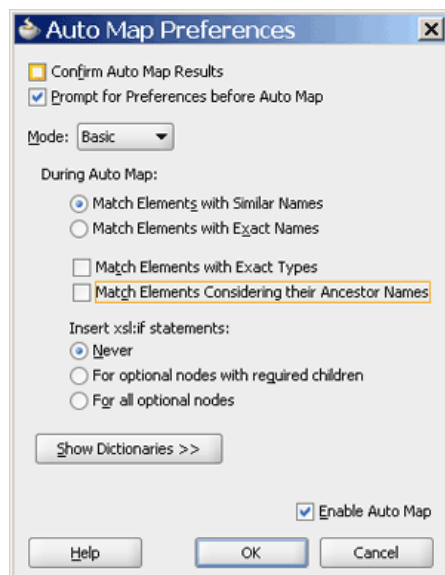 Auto Map Preferences
Confirm Auto Map Results
Prompt for Preferences before Auto Map
Mode: Basic
During Auto Map:
Match Elements with Similar Names
Match Elements with Exact Names
Match Elements with Exact Types
Match Elements Considering their Ancestor Names
Insert xsl:if statements:
Never
For optional nodes with required children
For all optional nodes
Show Dictionaries >>
Enable Auto Map
Help OK Cancel